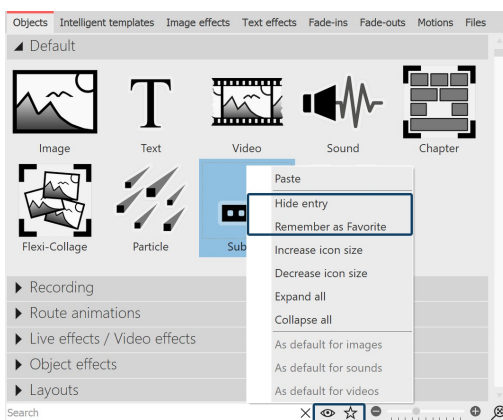 Objects Intelligent templates Image effects Text effects Fade-ins Fade-outs Motions Files
Default
Image Text Video Sound Chapter
Flexi-Collage Particle Sub
Paste
Hide entry
Remember as Favorite
Increase icon size
Decrease icon size
Expand all
Collapse all
As default for images
As default for sounds
As default for videos
Recording
Route animations
Live effects / Video effects
Object effects
Layouts
Search